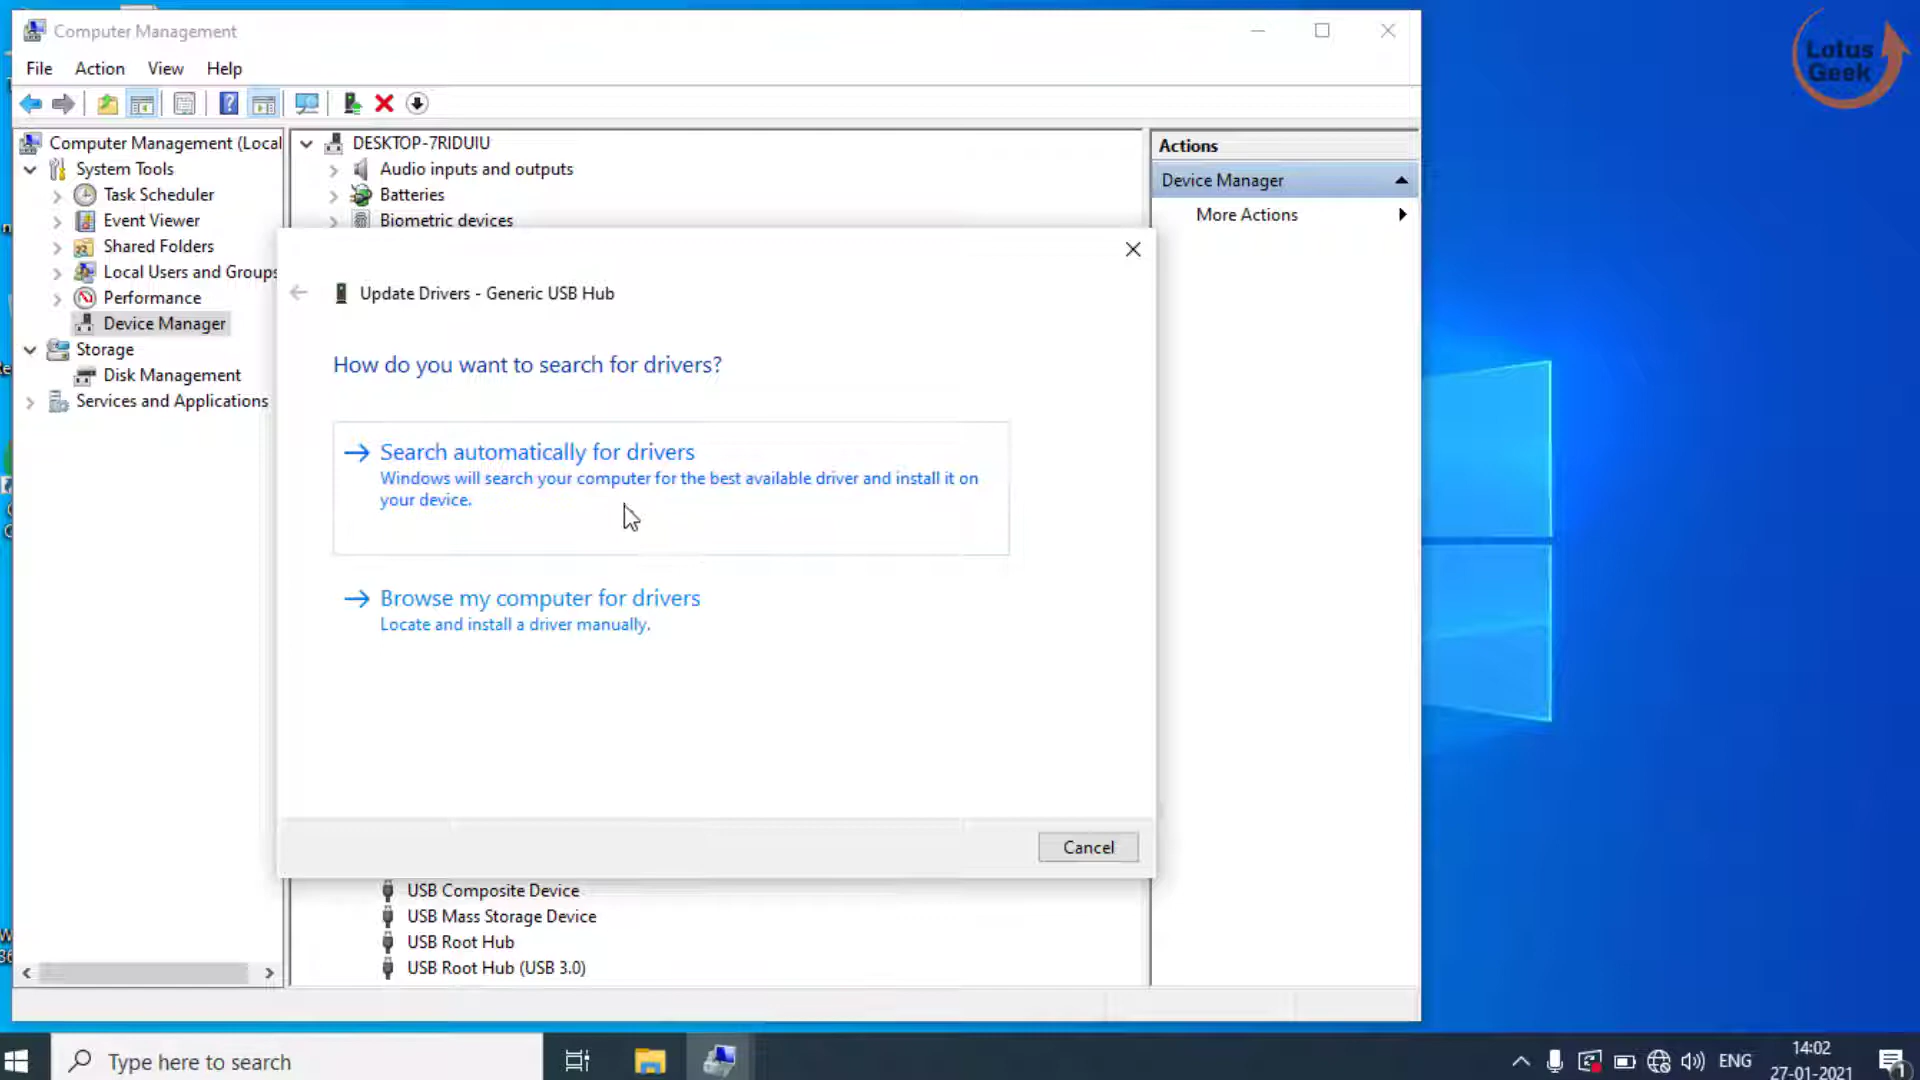 Computer Management
File Action View Help
Computer Management (Local
System Tools
Task Scheduler
Event Viewer
Shared Folders
Local Users and Groups
Performance
Device Manager
Storage
Disk Management
Services and Applications
DESKTOP-7RIDUIU
Audio inputs and outputs
Batteries
Biometric devices
Actions
Device Manager
More Actions
Update Drivers - Generic USB Hub
How do you want to search for drivers?
Search automatically for drivers
Windows will search your computer for the best available driver and install it on
your device.
Browse my computer for drivers
Locate and install a driver manually.
Cancel
USB Composite Device
USB Mass Storage Device
USB Root Hub
USB Root Hub (USB 3.0)
Lotus
Geek
Type here to search
ENG
14:02
27-01-2021
1